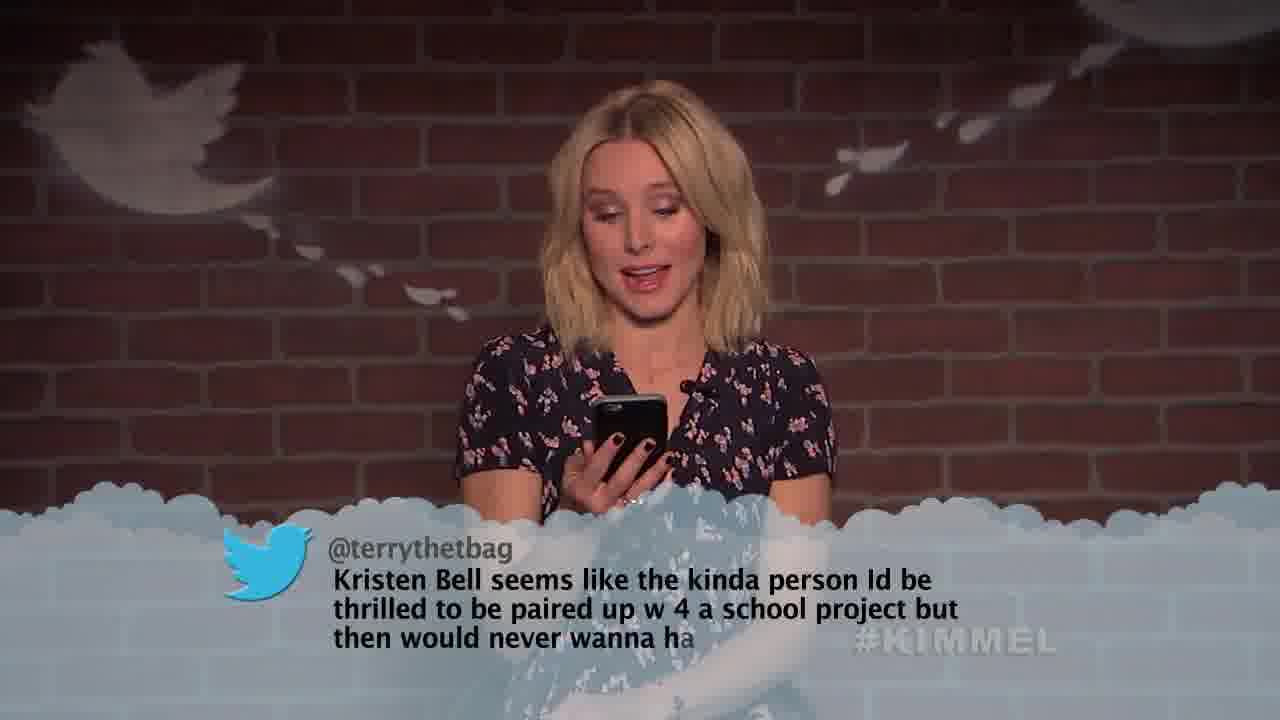 @terrythetbag
Kristen Bell seems like the kinda person Id be
thrilled to be paired up w 4 a school project but
then would never wanna ha
#KIMMEL